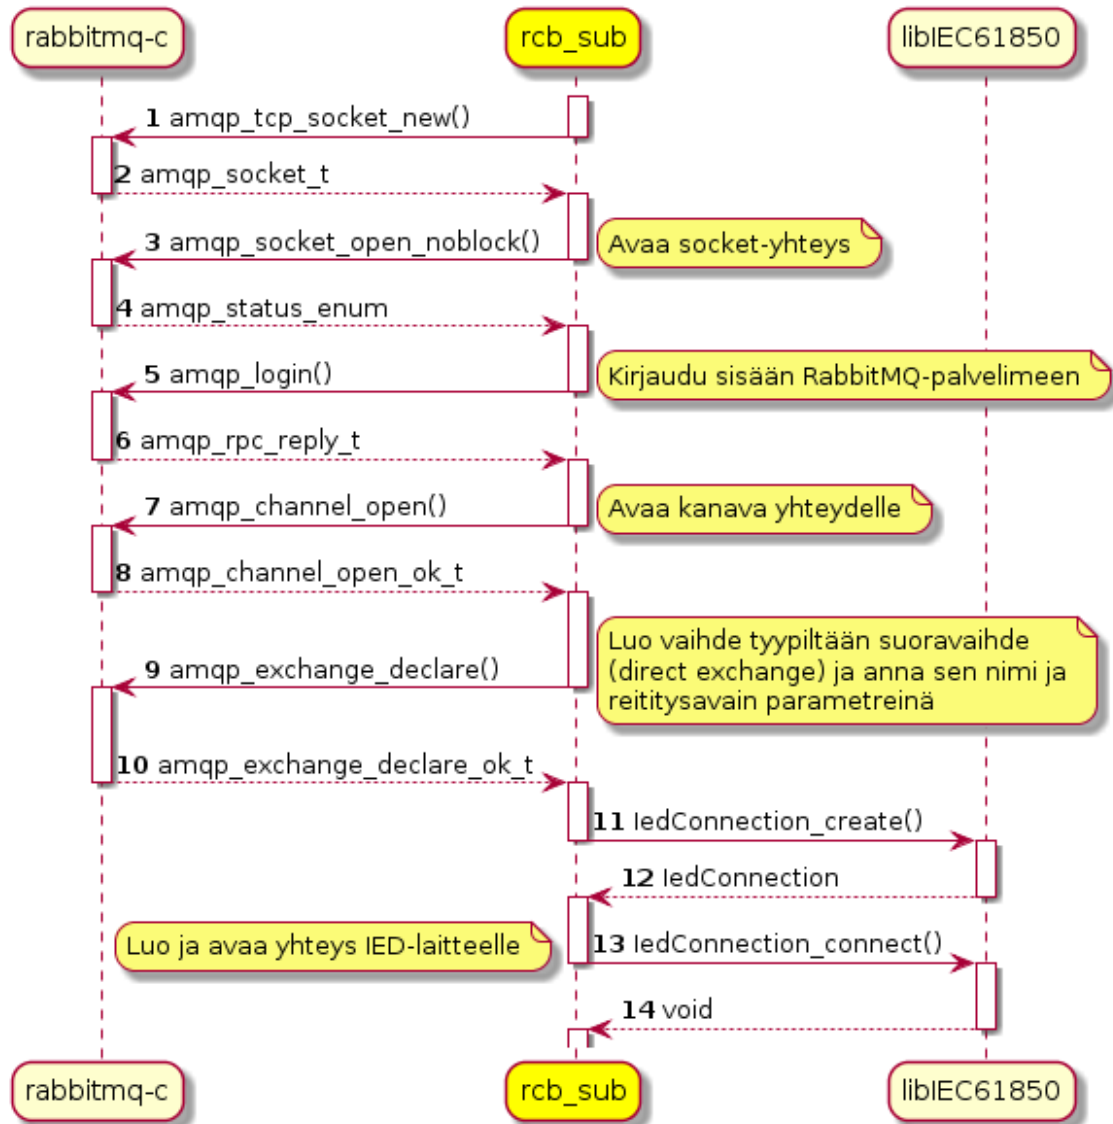 rabbitmq-c
rcb_sub
libIEC61850
1 amqp_tcp_socket_new()
2 amqp_socket_t
3 amqp_socket_open_noblock()
Avaa socket-yhteys
4 amqp_status_enum
5 amqp_login()
Kirjaudu sisään RabbitMQ-palvelimeen
6 amqp_rpc_reply_t
7 amqp_channel_open()
Avaa kanava yhteydelle
8 amqp_channel_open_ok_t
9 amqp_exchange_declare()
Luo vaihde tyypiltään suoravaihde
(direct exchange) ja anna sen nimi ja
reititysavain parametreinä
10 amqp_exchange_declare_ok_t
11 IedConnection_create()
12 IedConnection
Luo ja avaa yhteys IED-laitteelle
13 IedConnection_connect()
14 void
rabbitmq-c
rcb_sub
libIEC61850